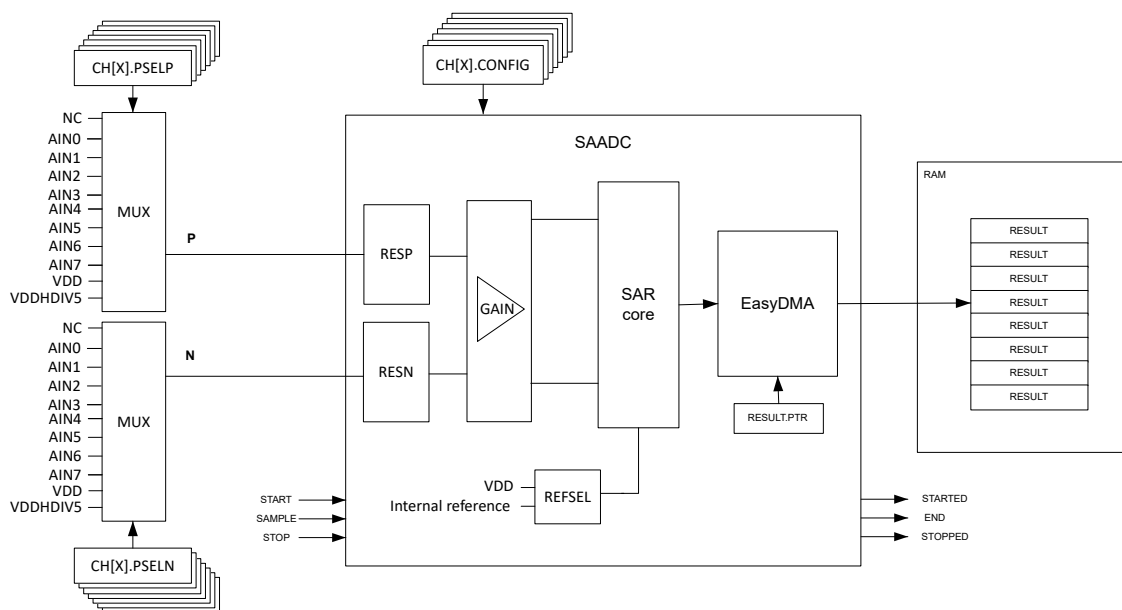 CH[X].PSELP
CH[X].CONFIG
NC
AIN0
AIN1
AIN2
AIN3
AIN4
AIN5
AIN6
AIN7
VDD
VDDHDIV5
MUX
P
NC
AIN0
AIN1
AIN2
AIN3
AIN4
AIN5
AIN6
AIN7
VDD
VDDHDIV5
MUX
N
CH[X].PSELN
SAADC
RESP
RESN
GAIN
SAR
core
EasyDMA
RESULT.PTR
VDD
Internal reference
REFSEL
START
SAMPLE
STOP
STARTED
END
STOPPED
RAM
RESULT
RESULT
RESULT
RESULT
RESULT
RESULT
RESULT
RESULT